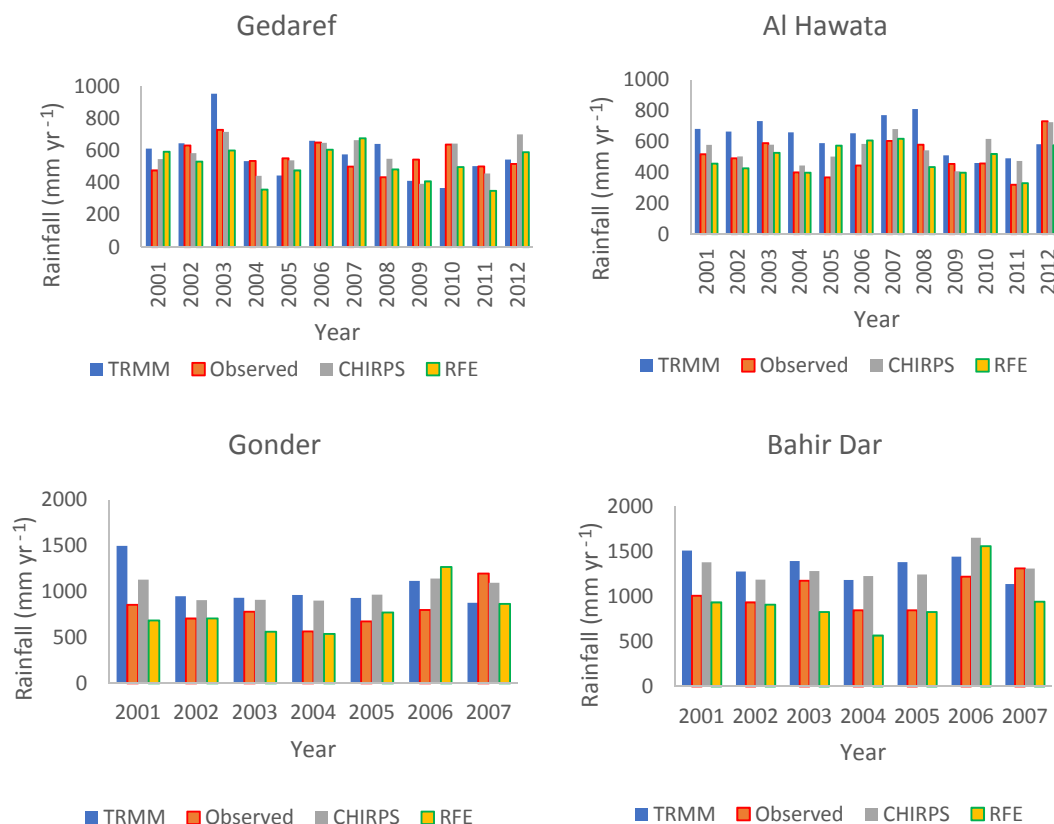 Gedaref
Rainfall (mm yr⁻¹)
1000
800
600
400
200
0
2001 2002 2003 2004 2005 2006 2007 2008 2009 2010 2011 2012
Year
TRMM Observed CHIRPS RFE
Al Hawata
Rainfall (mm yr⁻¹)
1000
800
600
400
200
0
2001 2002 2003 2004 2005 2006 2007 2008 2009 2010 2011 2012
Year
TRMM Observed CHIRPS RFE
Gonder
Rainfall (mm yr⁻¹)
2000
1500
1000
500
0
2001 2002 2003 2004 2005 2006 2007
Year
TRMM Observed CHIRPS RFE
Bahir Dar
Rainfall (mm yr⁻¹)
2000
1500
1000
500
0
2001 2002 2003 2004 2005 2006 2007
Year
TRMM Observed CHIRPS RFE